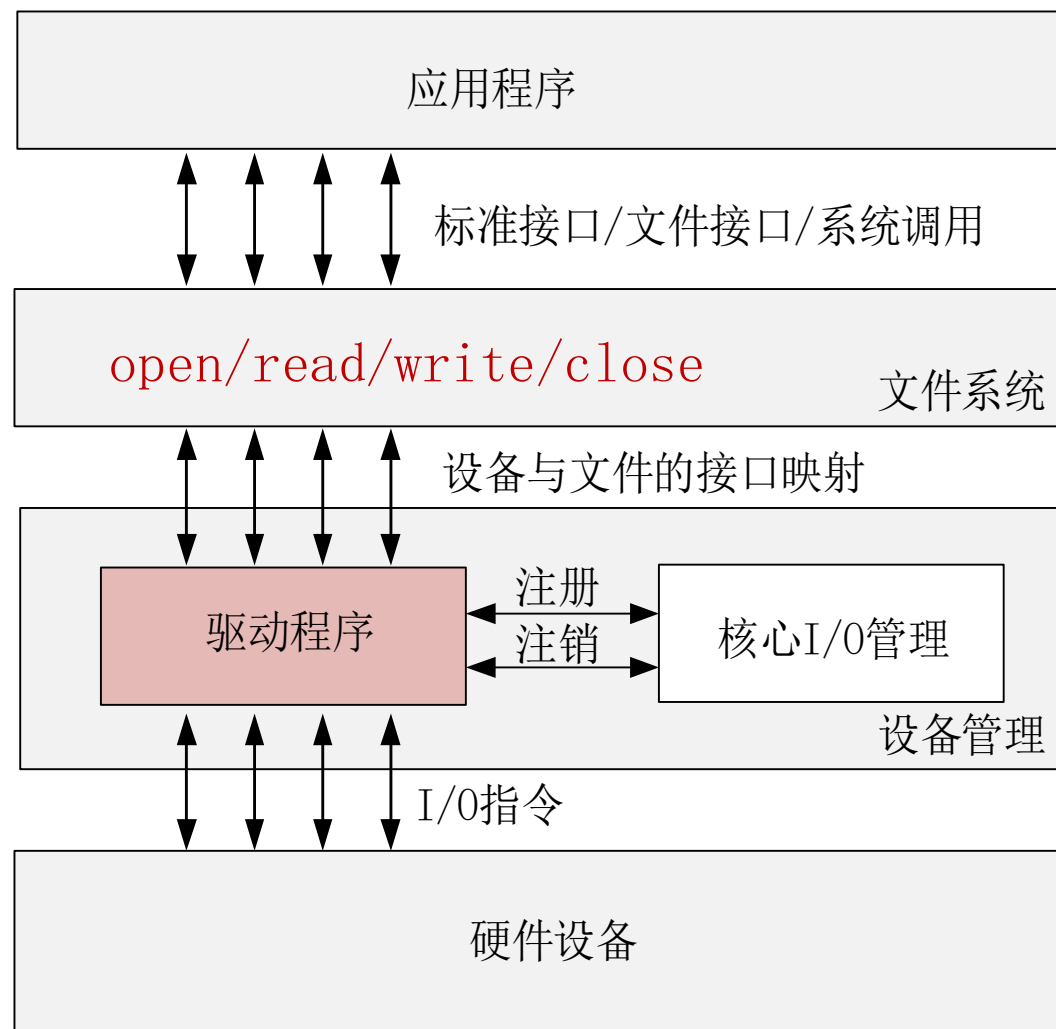 应用程序
标准接口/文件接口/系统调用
open/read/write/close
文件系统
设备与文件的接口映射
驱动程序
注册
注销
核心I/O管理
设备管理
I/O指令
硬件设备